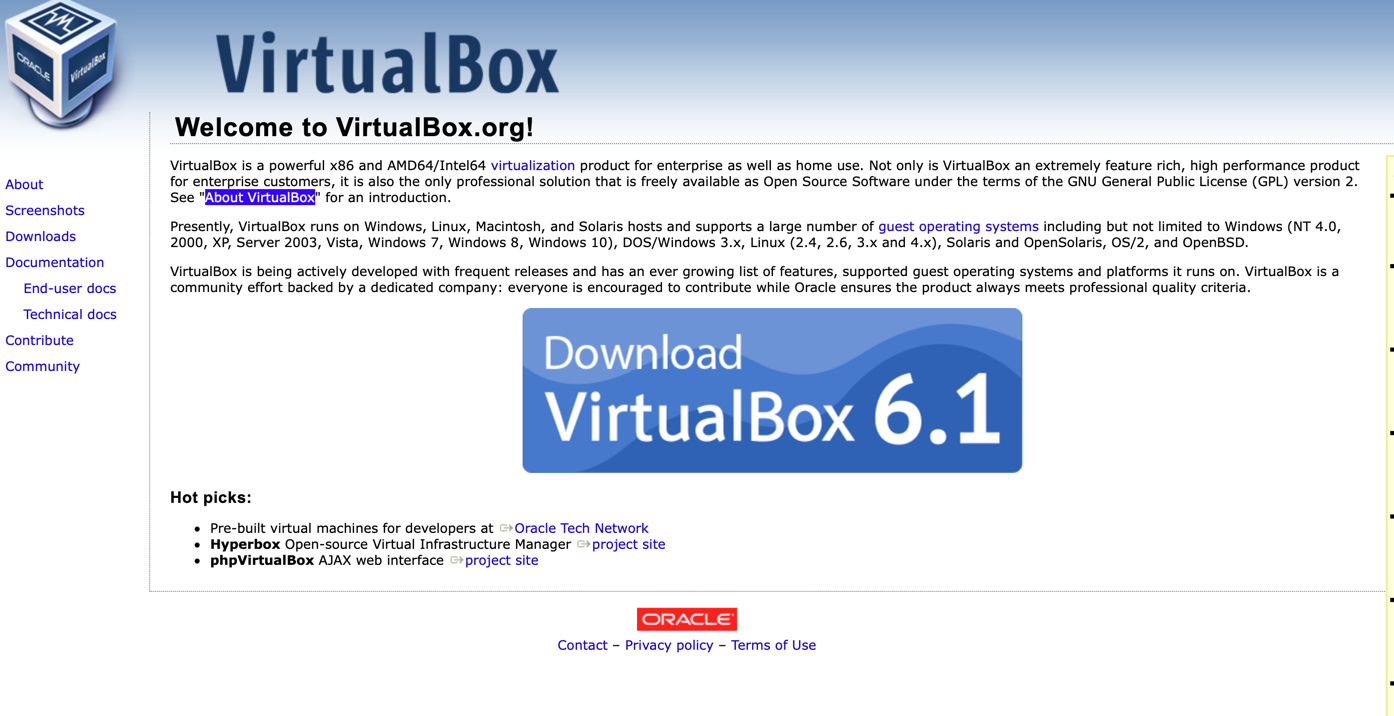 ORACLE
VirtualBox
VirtualBox
Welcome to VirtualBox.org!
About
Screenshots
Downloads
Documentation
End-user docs
Technical docs
Contribute
Community
VirtualBox is a powerful x86 and AMD64/Intel64 virtualization product for enterprise as well as home use. Not only is VirtualBox an extremely feature rich, high performance product
for enterprise customers, it is also the only professional solution that is freely available as Open Source Software under the terms of the GNU General Public License (GPL) version 2.
See "About VirtualBox" for an introduction.
Presently, VirtualBox runs on Windows, Linux, Macintosh, and Solaris hosts and supports a large number of guest operating systems including but not limited to Windows (NT 4.0,
2000, XP, Server 2003, Vista, Windows 7, Windows 8, Windows 10), DOS/Windows 3.x, Linux (2.4, 2.6, 3.x and 4.x), Solaris and OpenSolaris, OS/2, and OpenBSD.
VirtualBox is being actively developed with frequent releases and has an ever growing list of features, supported guest operating systems and platforms it runs on. VirtualBox is a
community effort backed by a dedicated company: everyone is encouraged to contribute while Oracle ensures the product always meets professional quality criteria.
Download
VirtualBox 6.1
Hot picks:
• Pre-built virtual machines for developers at Oracle Tech Network
• Hyperbox Open-source Virtual Infrastructure Manager project site
• phpVirtualBox AJAX web interface project site
ORACLE
Contact – Privacy policy – Terms of Use